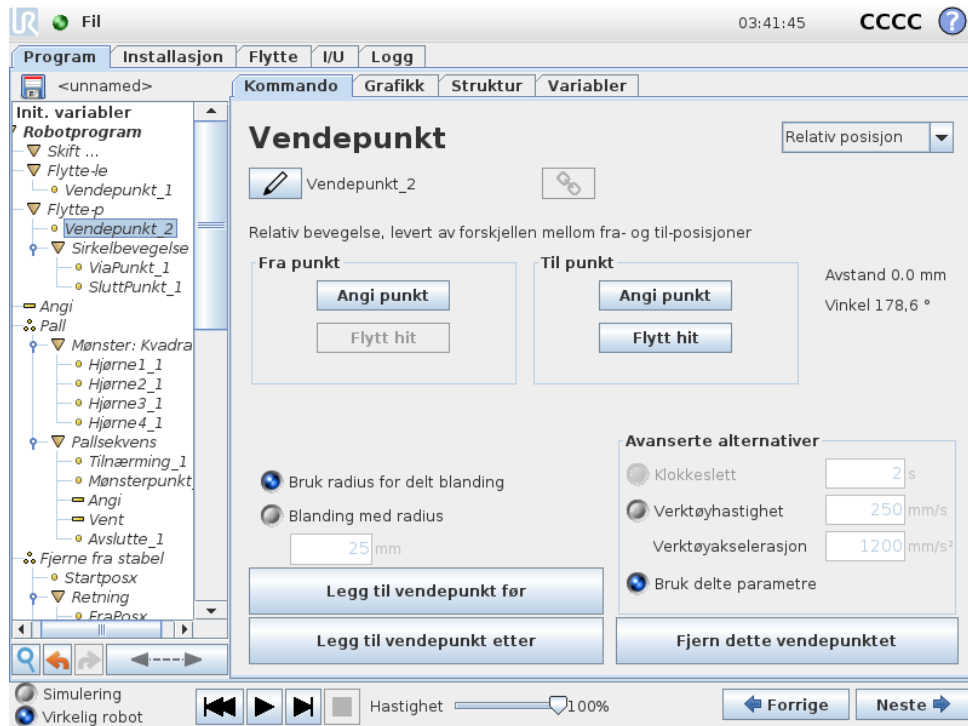 UR Fil 03:41:45 CCCC ?
Program Installasjon Flytte I/U Logg
<unnamed>
Kommando Grafikk Struktur Variabler
Init. variabler
Robotprogram
Skift ...
Flytte-le
Vendepunkt_1
Flytte-p
Vendepunkt_2
Sirkelbevegelse
ViaPunkt_1
SluttPunkt_1
Angi
Pall
Mønster: Kvadra
Hjørne1_1
Hjørne2_1
Hjørne3_1
Hjørne4_1
Pallsekvens
Tilnærming_1
Mønsterpunkt_
Angi
Vent
Avslutte_1
Fjerne fra stabel
Startposx
Retning
FraPosx
Vendepunkt
Relativ posisjon
Vendepunkt_2
Relativ bevegelse, levert av forskjellen mellom fra- og til-posisjoner
Fra punkt
Angi punkt
Flytt hit
Til punkt
Angi punkt
Flytt hit
Avstand 0.0 mm
Vinkel 178,6 °
Bruk radius for delt blanding
Blanding med radius
25 mm
Avanserte alternativer
Klokkeslett 2 s
Verktøyhastighet 250 mm/s
Verktøyakselerasjon 1200 mm/s²
Bruk delte parametre
Legg til vendepunkt før
Legg til vendepunkt etter
Fjern dette vendepunktet
Simulering
Virkelig robot
Hastighet 100%
Forrige
Neste